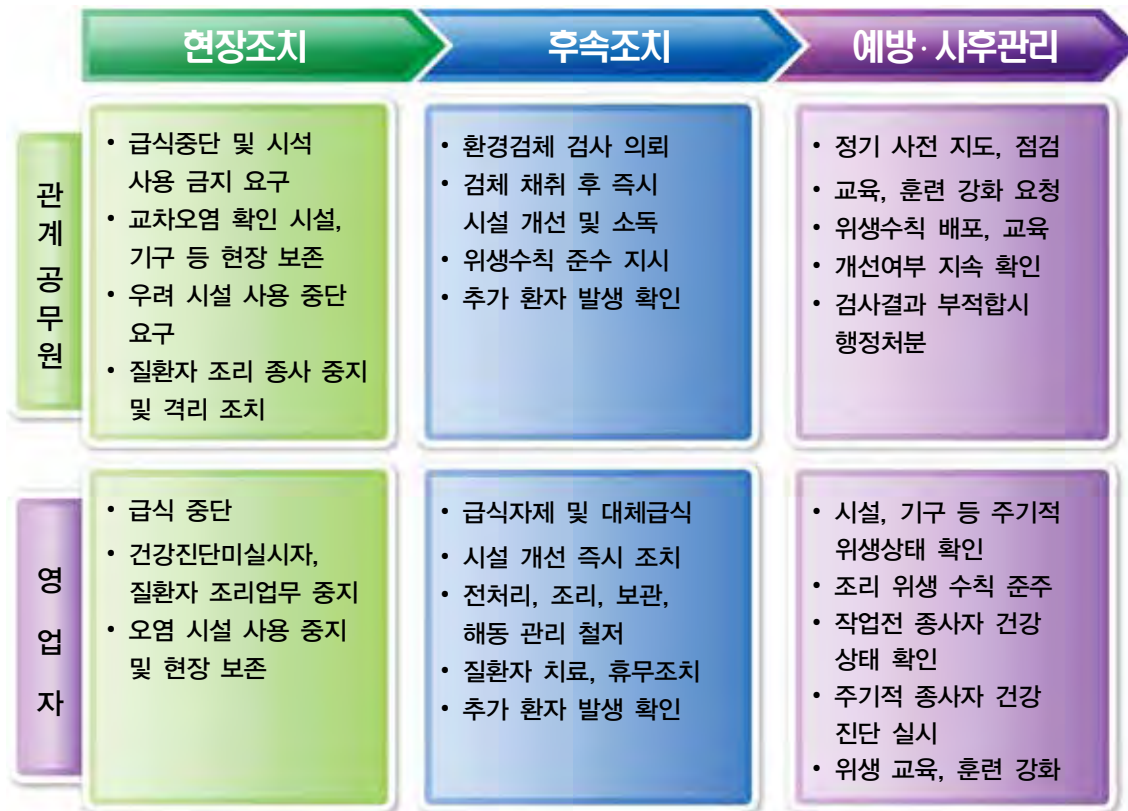 현장조치
후속조치
예방·사후관리
관계공무원
• 급식중단 및 시석
사용 금지 요구
• 교차오염 확인 시설,
기구 등 현장 보존
• 우려 시설 사용 중단
요구
• 질환자 조리 종사 중지
및 격리 조치
• 환경검체 검사 의뢰
• 검체 채취 후 즉시
시설 개선 및 소독
• 위생수칙 준수 지시
• 추가 환자 발생 확인
• 정기 사전 지도, 점검
• 교육, 훈련 강화 요청
• 위생수칙 배포, 교육
• 개선여부 지속 확인
• 검사결과 부적합시
행정처분
영업자
• 급식 중단
• 건강진단미실시자,
질환자 조리업무 중지
• 오염 시설 사용 중지
및 현장 보존
• 급식자제 및 대체급식
• 시설 개선 즉시 조치
• 전처리, 조리, 보관,
해동 관리 철저
• 질환자 치료, 휴무조치
• 추가 환자 발생 확인
• 시설, 기구 등 주기적
위생상태 확인
• 조리 위생 수칙 준주
• 작업전 종사자 건강
상태 확인
• 주기적 종사자 건강
진단 실시
• 위생 교육, 훈련 강화